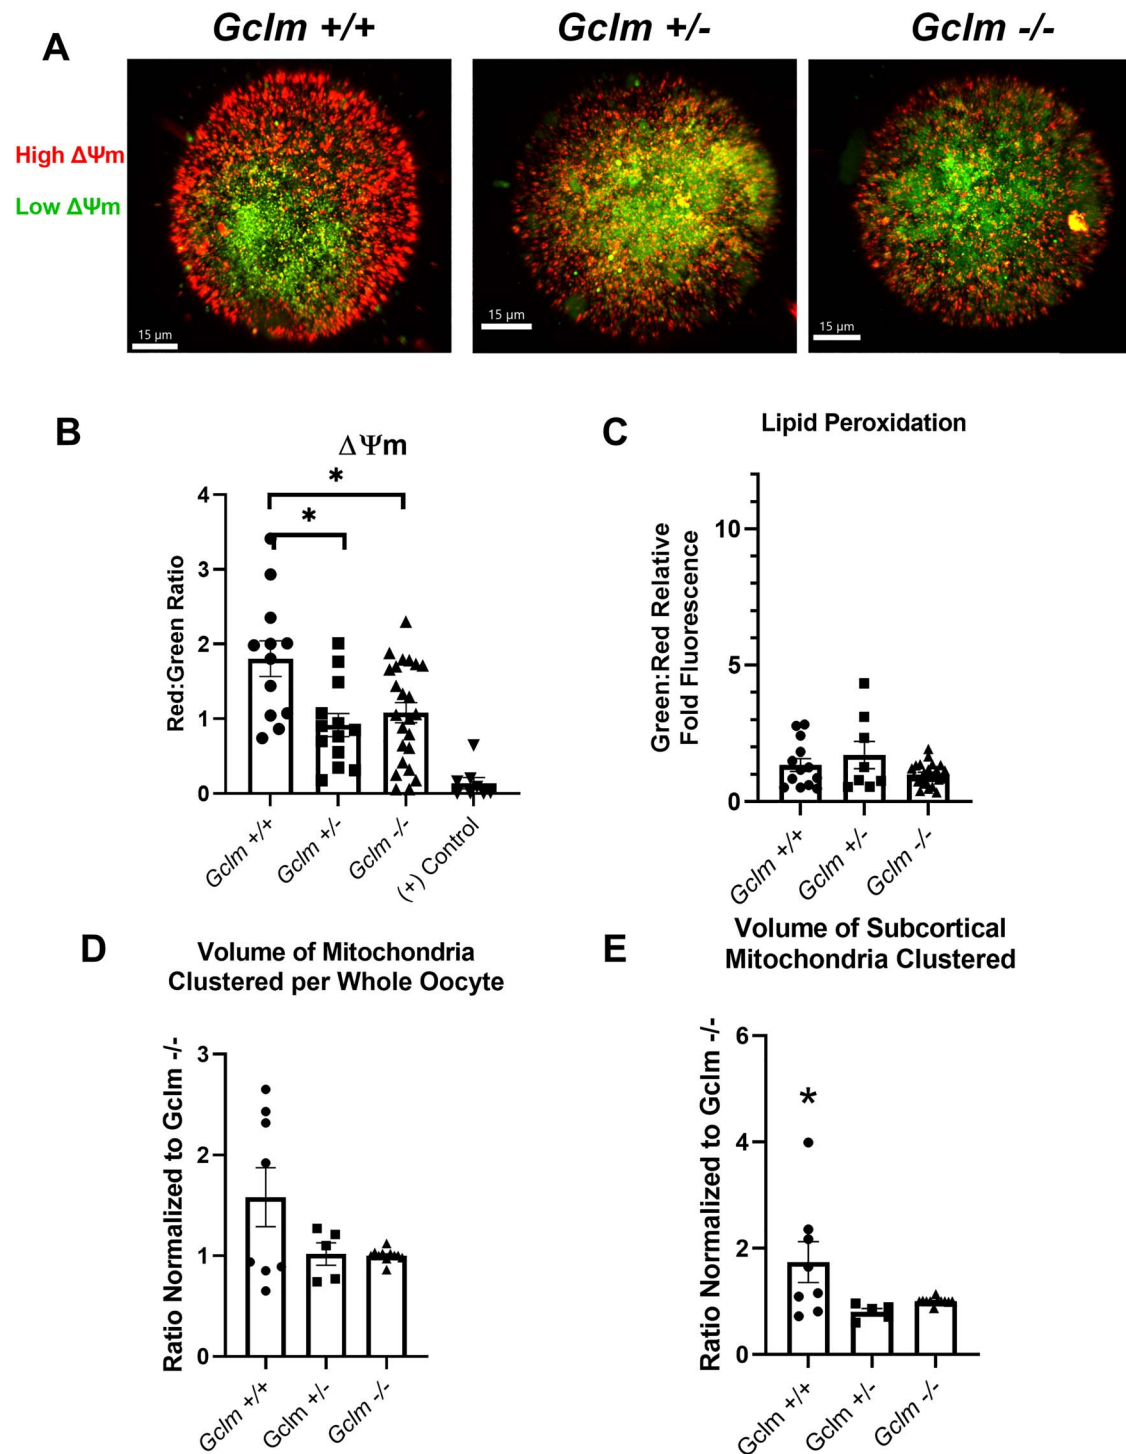 A
Gclm +/+
Gclm +/-
Gclm -/-
High ΔΨm
Low ΔΨm
15 μm
15 μm
15 μm
B
ΔΨm
*
*
Red:Green Ratio
4
3
2
1
0
Gclm +/+
Gclm +/-
Gclm -/-
(+) Control
C
Lipid Peroxidation
Green:Red Relative
Fold Fluorescence
10
5
0
Gclm +/+
Gclm +/-
Gclm -/-
D
Volume of Mitochondria
Clustered per Whole Oocyte
Ratio Normalized to Gclm -/-
3
2
1
0
Gclm +/+
Gclm +/-
Gclm -/-
E
Volume of Subcortical
Mitochondria Clustered
Ratio Normalized to Gclm -/-
6
4
2
0
*
Gclm +/+
Gclm +/-
Gclm -/-